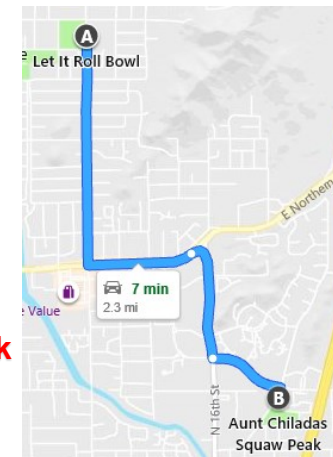 A
Let It Roll Bowl
E Northern
7 min
2.3 mi
e Value
k
N 16th St
B
Aunt Chiladas
Squaw Peak